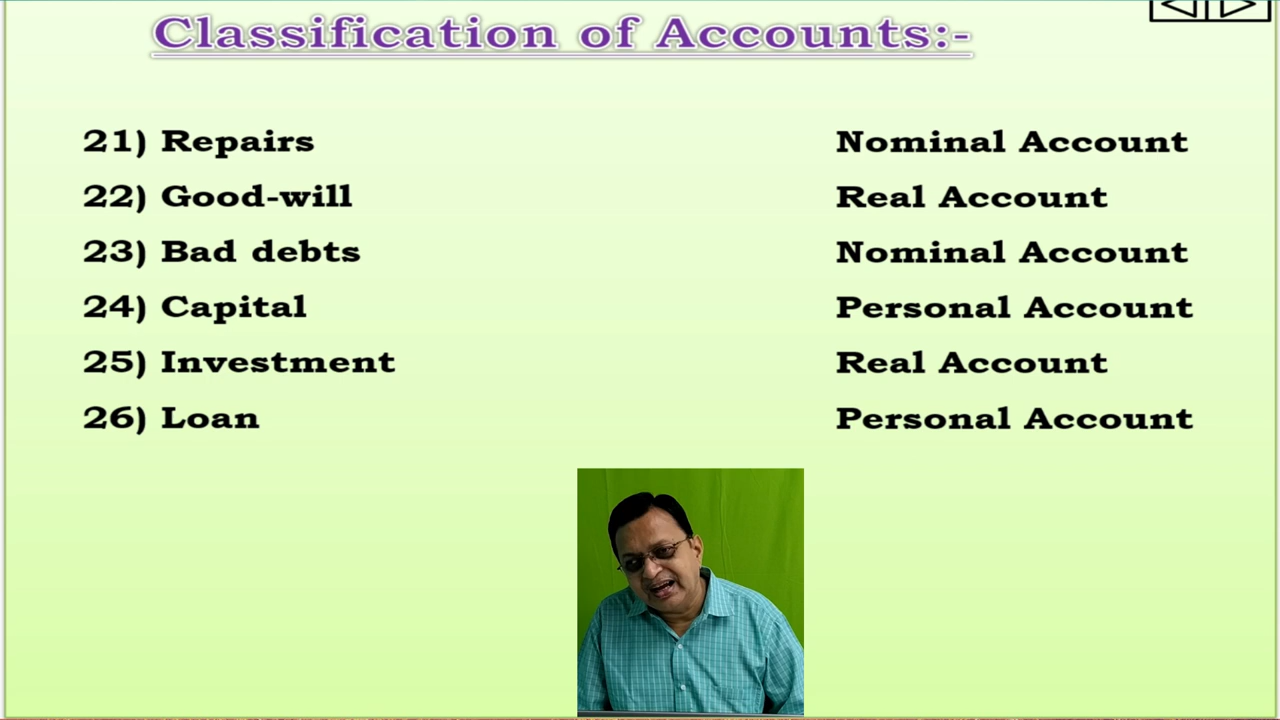 Classification of Accounts:-
21) Repairs Nominal Account
22) Good-will Real Account
23) Bad debts Nominal Account
24) Capital Personal Account
25) Investment Real Account
26) Loan Personal Account